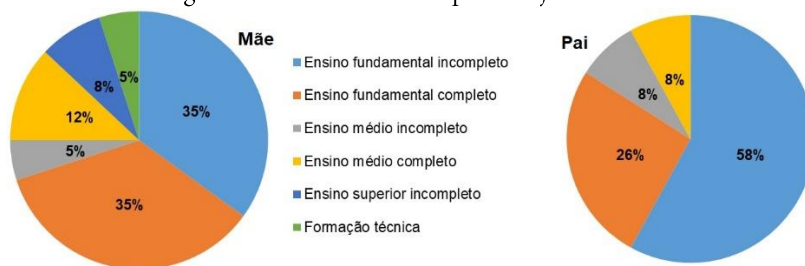 Mãe
Pai
5%
8%
12%
5%
35%
35%
Ensino fundamental incompleto
Ensino fundamental completo
Ensino médio incompleto
Ensino médio completo
Ensino superior incompleto
Formação técnica
8%
8%
26%
58%